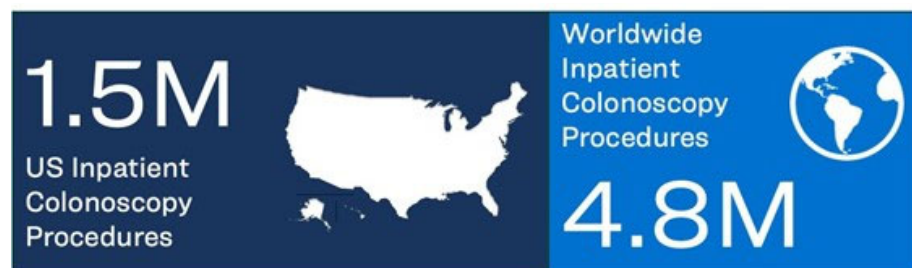 1.5M
US Inpatient
Colonoscopy
Procedures
Worldwide
Inpatient
Colonoscopy
Procedures
4.8M